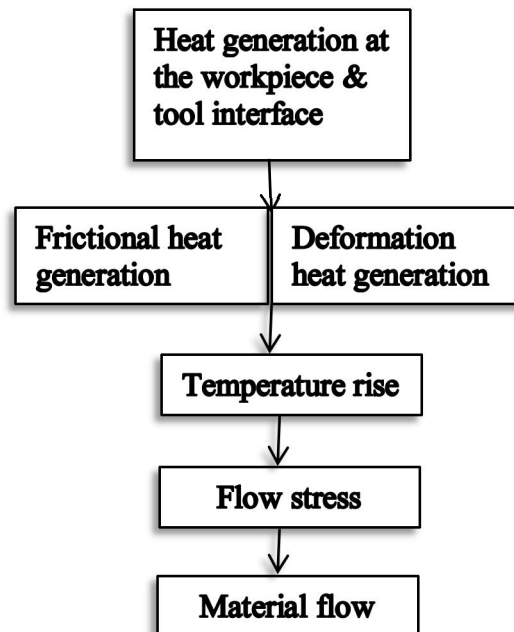 Heat generation at
the workpiece &
tool interface
Frictional heat
generation
Deformation
heat generation
Temperature rise
Flow stress
Material flow